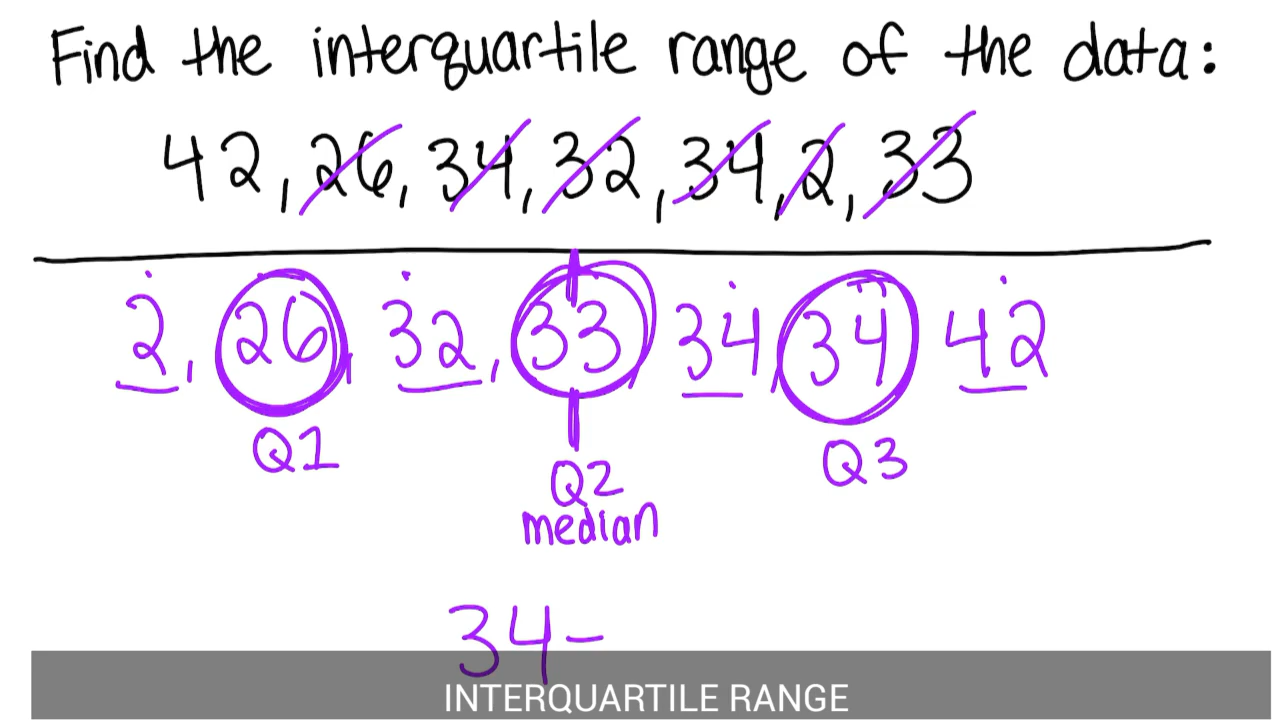 Find the interquartile range of the data:
42, 26, 34, 32, 34, 2, 33
2, 26, 32, 33 34, 34 42
Q1 Q2 Q3
median
34-
INTERQUARTILE RANGE